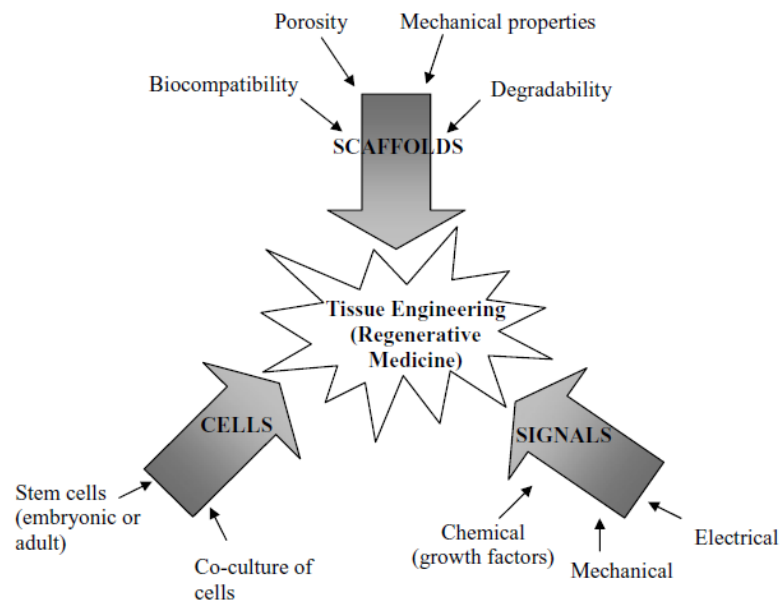 Porosity
Mechanical properties
Biocompatibility
Degradability
SCAFFOLDS
Tissue Engineering
(Regenerative
Medicine)
CELLS
SIGNALS
Stem cells
(embryonic or
adult)
Co-culture of
cells
Chemical
(growth factors)
Mechanical
Electrical